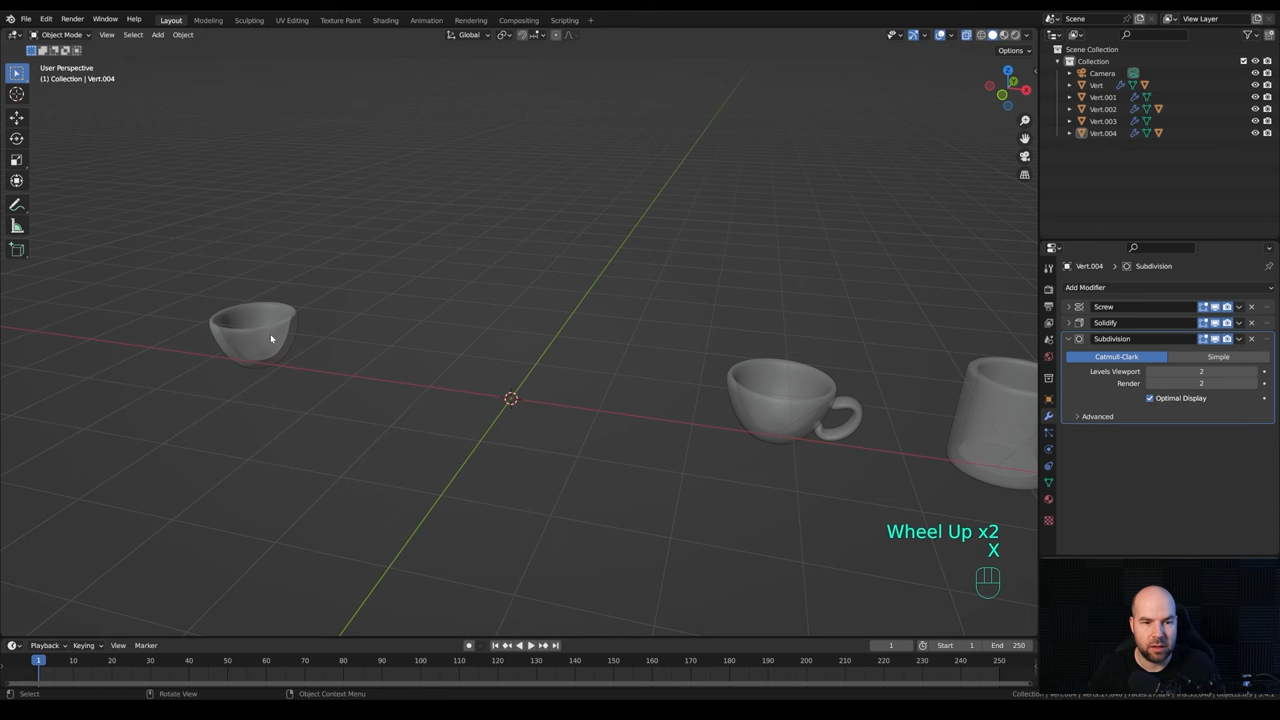 File Edit Render Window Help Layout Modeling Sculpting UV Editing Texture Paint Shading Animation Rendering Compositing Scripting + Scene View Layer
Object Mode View Select Add Object Global
Options
User Perspective
(1) Collection | Vert.004
Scene Collection
Collection
Camera
Vert
Vert.001
Vert.002
Vert.003
Vert.004
X
Y
Z
Vert.004 > Subdivision
Add Modifier
Screw
Solidify
Subdivision
Catmull-Clark Simple
Levels Viewport 2
Render 2
Optimal Display
Advanced
Wheel Up x2
X
Playback Keying View Marker 1 Start 1 End 250
1 10 20 30 40 50 60 70 80 90 100 110 120 130 140 150 160 170 180 190 200 210 220 230 240 250
Select Rotate View Object Context Menu